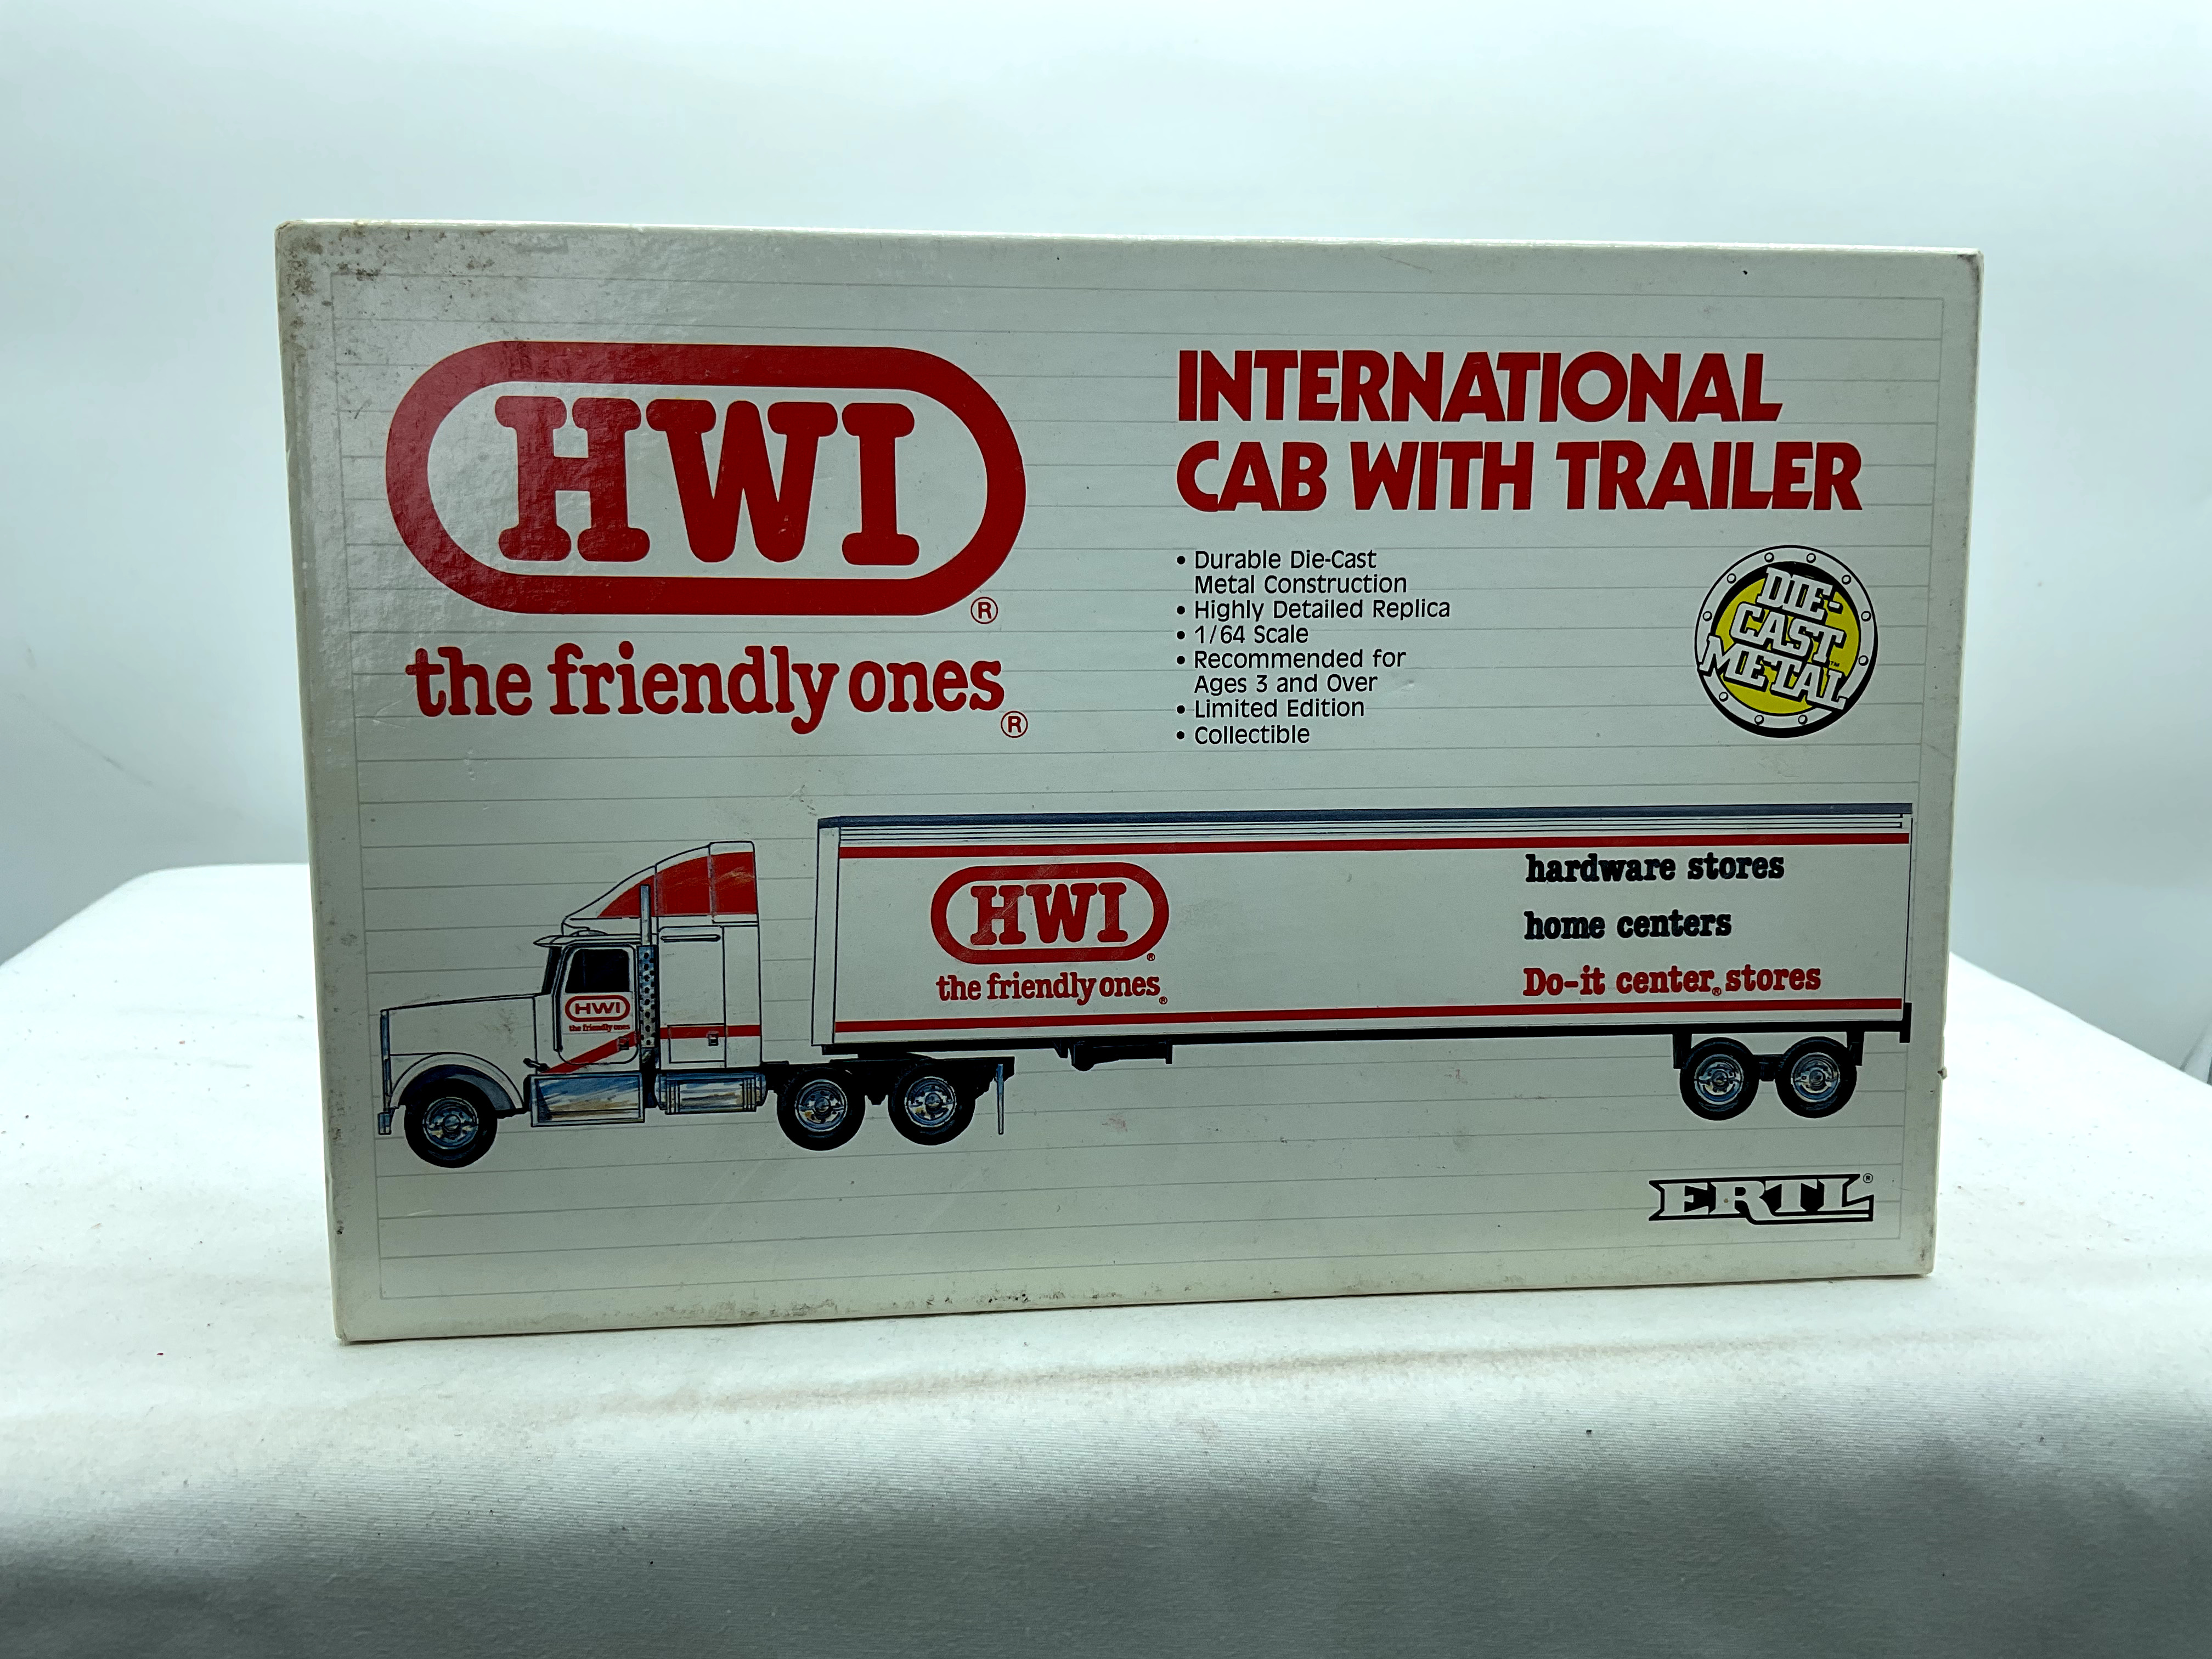 HWI
®
the friendly ones®
INTERNATIONAL
CAB WITH TRAILER
• Durable Die-Cast
Metal Construction
• Highly Detailed Replica
• 1/64 Scale
• Recommended for
Ages 3 and Over
• Limited Edition
• Collectible
DIE-
CAST
METAL™
HWI
®
the friendly ones®
hardware stores
home centers
Do-it center® stores
HWI
the friendly ones
ERTL®